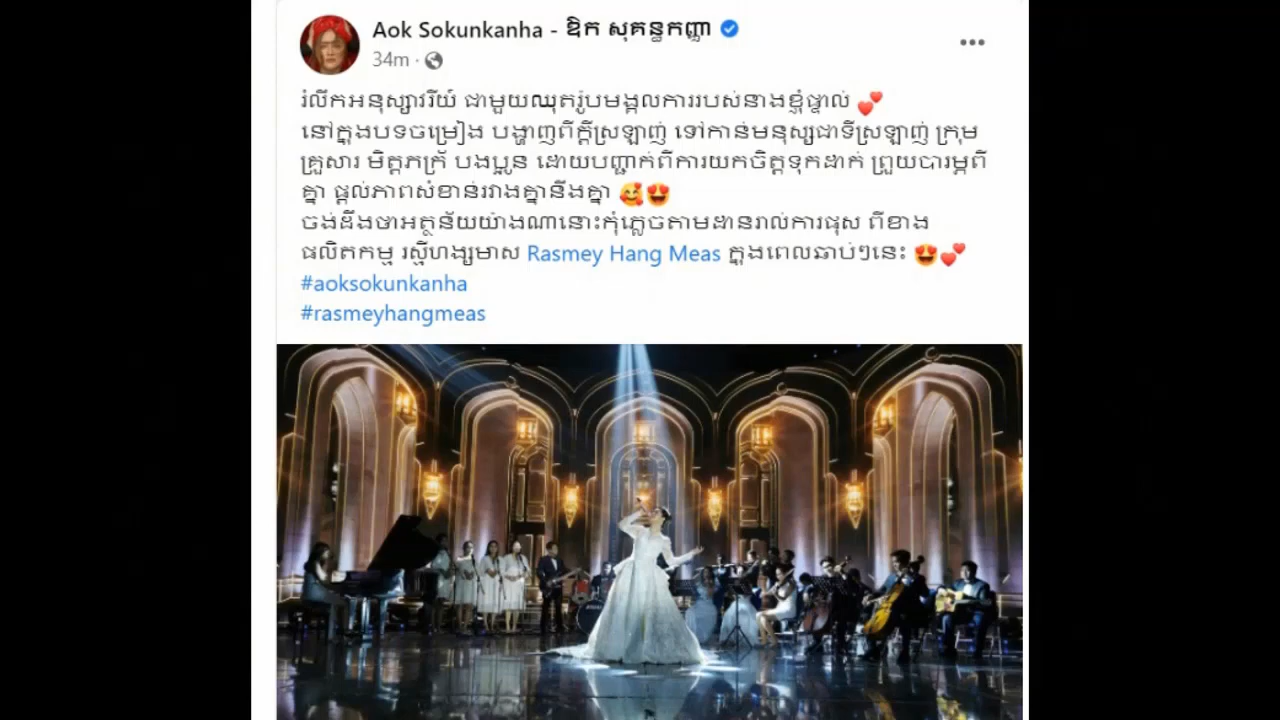 Aok Sokunkanha - ឱក សុគន្ធកញ្ញា
34m ·
រំលឹកអនុស្សាវរីយ៍ ជាមួយឈុតរ៉ូបមង្គលការរបស់នាងខ្ញុំផ្ទាល់ 💕
នៅក្នុងបទចម្រៀង បង្ហាញពីក្ដីស្រឡាញ់ ទៅកាន់មនុស្សជាទីស្រឡាញ់ ក្រុម
គ្រួសារ មិត្តភក្រ័ បងប្អូន ដោយបញ្ជាក់ពីការយកចិត្តទុកដាក់ ព្រួយបារម្ភពី
គ្នា ផ្ដល់ភាពសំខាន់រវាងគ្នានឹងគ្នា 🥰😍
ចង់ដឹងថាអត្ថន័យយ៉ាងណានោះកុំភ្លេចតាមដានរាល់ការផុស ពីខាង
ផលិតកម្ម រស្មីហង្សមាស Rasmey Hang Meas ក្នុងពេលឆាប់ៗនេះ 😍💕
#aoksokunkanha
#rasmeyhangmeas